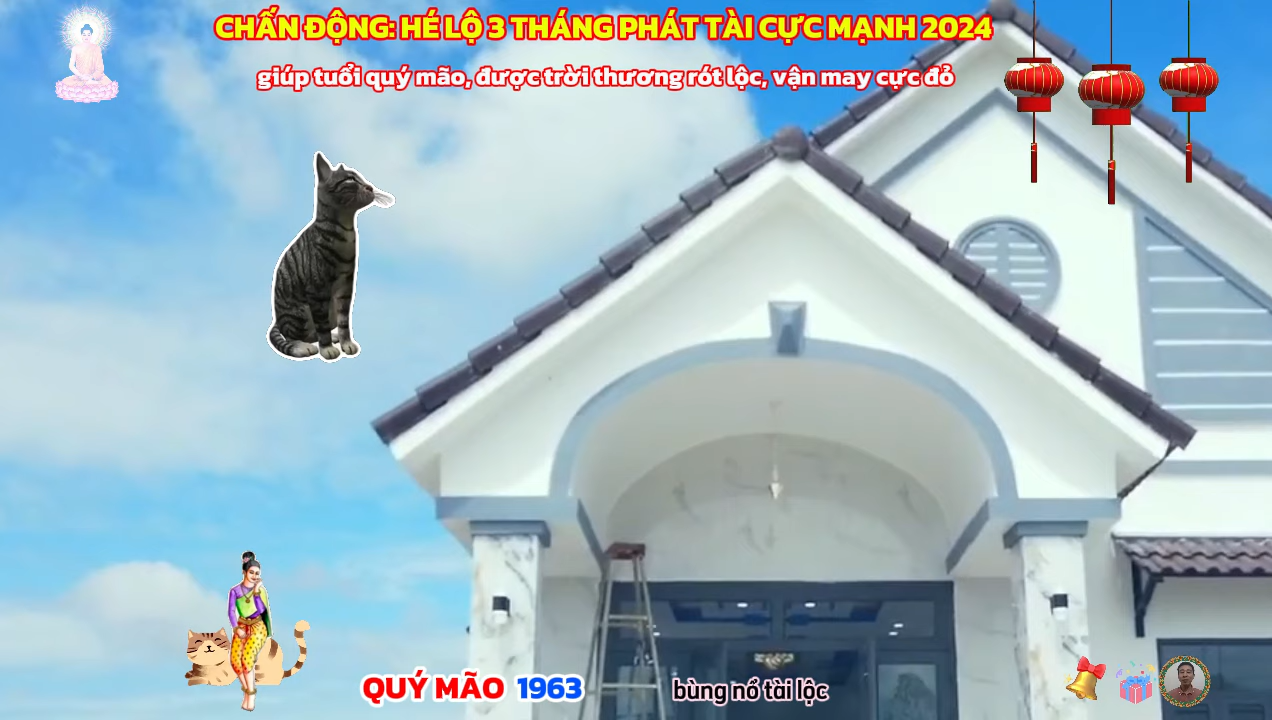 CHẤN ĐỘNG: HÉ LỘ 3 THÁNG PHÁT TÀI CỰC MẠNH 2024
giúp tuổi quý mão, được trời thương rót lộc, vận may cực đỏ
QUÝ MÃO 1963
bùng nổ tài lộc